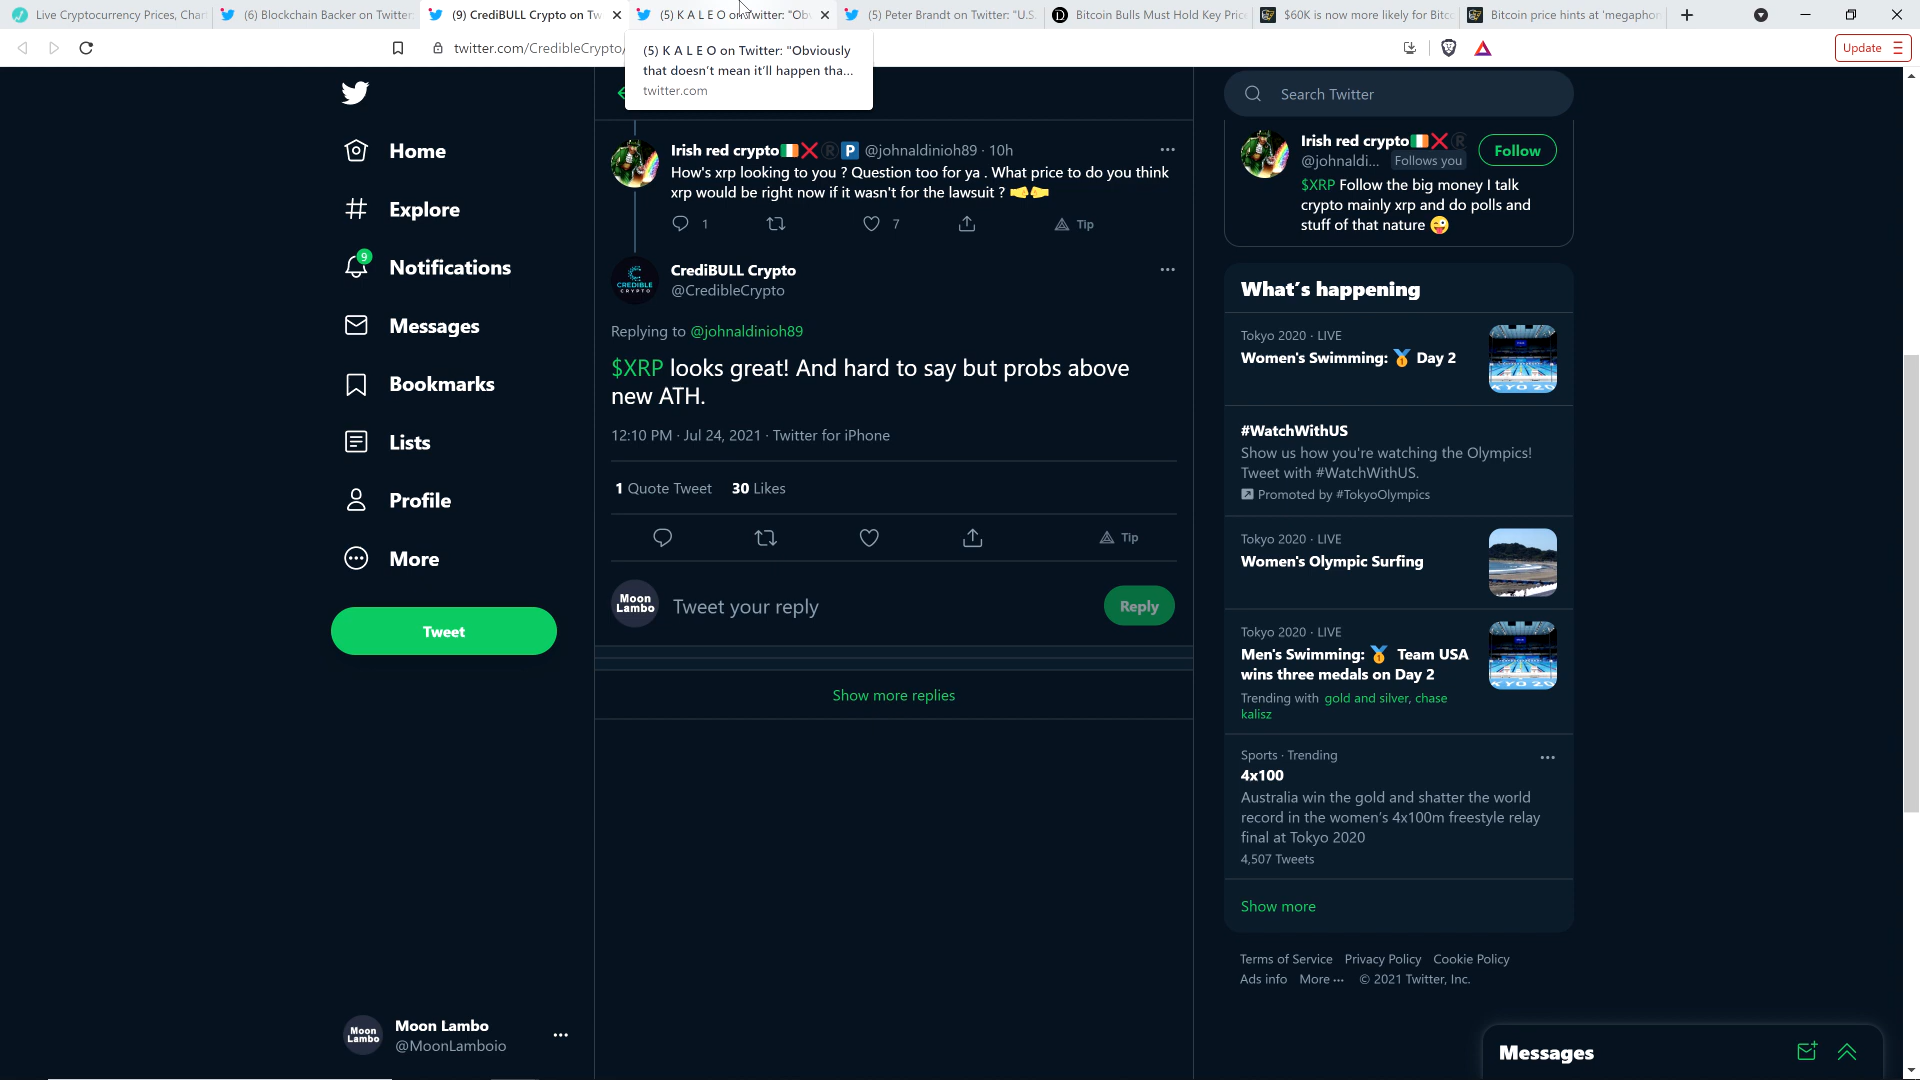 Live Cryptocurrency Prices, Char
(6) Blockchain Backer on Twitter
(9) CrediBULL Crypto on Tw
(5) K A L E O on Twitter: "Ob
(5) Peter Brandt on Twitter: "U.S.
Bitcoin Bulls Must Hold Key Pric
$60K is now more likely for Bitc
Bitcoin price hints at 'megaphon
twitter.com/CredibleCrypto/
Update
(5) K A L E O on Twitter: "Obviously
that doesn't mean it'll happen tha...
twitter.com
Home
Explore
9
Notifications
Messages
Bookmarks
Lists
Profile
More
Tweet
Moon
Lambo
Moon Lambo
@MoonLamboio
Irish red crypto🇮🇪❌®️🅿️ @johnaldinioh89 · 10h
How's xrp looking to you ? Question too for ya . What price to do you think
xrp would be right now if it wasn't for the lawsuit ? 🤜🤛
1
7
Tip
CREDIBLE
CRYPTO
CrediBULL Crypto
@CredibleCrypto
Replying to @johnaldinioh89
$XRP looks great! And hard to say but probs above
new ATH.
12:10 PM · Jul 24, 2021 · Twitter for iPhone
1 Quote Tweet 30 Likes
Tip
Moon
Lambo
Tweet your reply
Reply
Show more replies
Search Twitter
Irish red crypto🇮🇪❌®️
@johnaldi... Follows you
Follow
$XRP Follow the big money I talk
crypto mainly xrp and do polls and
stuff of that nature 😜
What's happening
Tokyo 2020 · LIVE
Women's Swimming: 🏅 Day 2
#WatchWithUS
Show us how you're watching the Olympics!
Tweet with #WatchWithUS.
Promoted by #TokyoOlympics
Tokyo 2020 · LIVE
Women's Olympic Surfing
Tokyo 2020 · LIVE
Men's Swimming: 🏅 Team USA
wins three medals on Day 2
Trending with gold and silver, chase
kalisz
Sports · Trending
4x100
Australia win the gold and shatter the world
record in the women's 4x100m freestyle relay
final at Tokyo 2020
4,507 Tweets
Show more
Terms of Service Privacy Policy Cookie Policy
Ads info More ··· © 2021 Twitter, Inc.
Messages